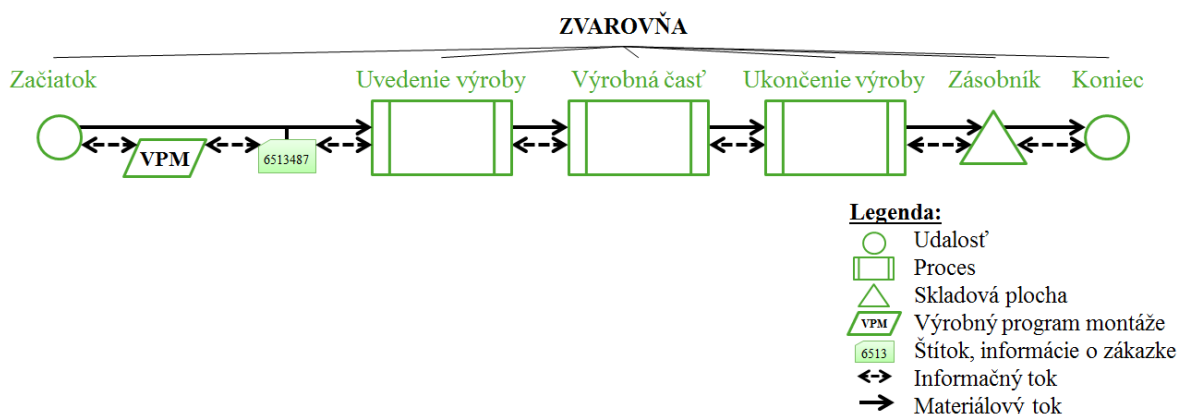 ZVAROVŇA
Začiatok
Uvedenie výroby
Výrobná časť
Ukončenie výroby
Zásobník
Koniec
VPM
6513487
Legenda:
Udalosť
Proces
Skladová plocha
VPM Výrobný program montáže
6513 Štítok, informácie o zákazke
Informačný tok
Materiálový tok